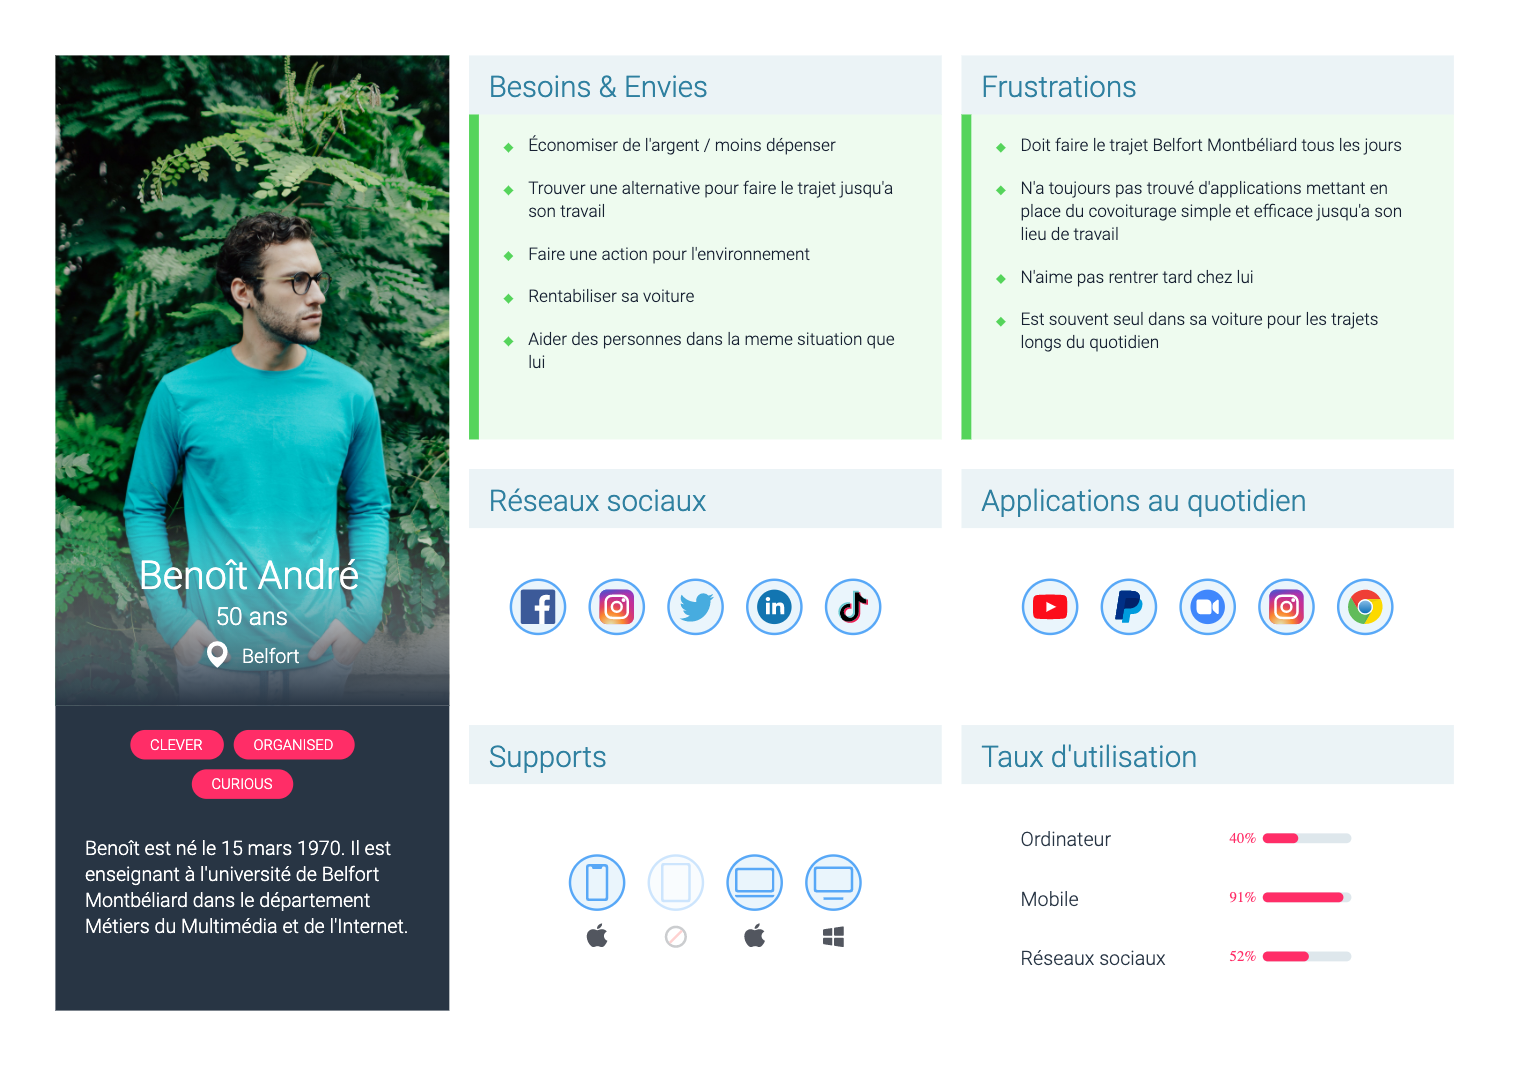 Benoît André
50 ans
Belfort
CLEVER
ORGANISED
CURIOUS
Benoît est né le 15 mars 1970. Il est
enseignant à l'université de Belfort
Montbéliard dans le département
Métiers du Multimédia et de l'Internet.
Besoins & Envies
Économiser de l'argent / moins dépenser
Trouver une alternative pour faire le trajet jusqu'a
son travail
Faire une action pour l'environnement
Rentabiliser sa voiture
Aider des personnes dans la meme situation que
lui
Frustrations
Doit faire le trajet Belfort Montbéliard tous les jours
N'a toujours pas trouvé d'applications mettant en
place du covoiturage simple et efficace jusqu'a son
lieu de travail
N'aime pas rentrer tard chez lui
Est souvent seul dans sa voiture pour les trajets
longs du quotidien
Réseaux sociaux
in
Applications au quotidien
Supports
Taux d'utilisation
Ordinateur 40%
Mobile 91%
Réseaux sociaux 52%